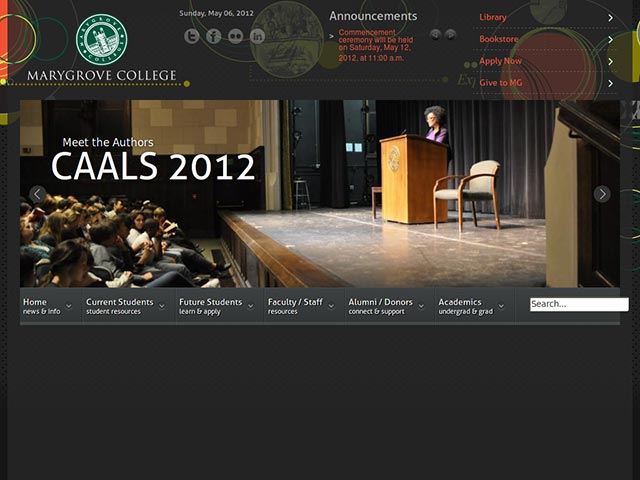 Sunday, May 06, 2012
MARYGROVE
COLLEGE
MARYGROVE COLLEGE
Announcements
> Commencement
ceremony will be held
on Saturday, May 12,
2012, at 11:00 a.m.
Library
Bookstore
Apply Now
Give to MG
Meet the Authors
CAALS 2012
Home
news & info
Current Students
student resources
Future Students
learn & apply
Faculty / Staff
resources
Alumni / Donors
connect & support
Academics
undergrad & grad
Search...